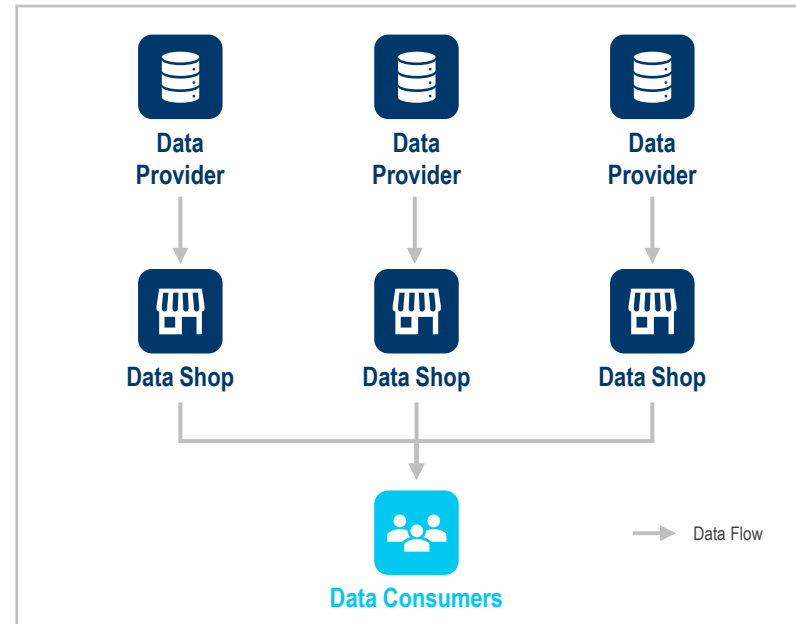 Data
Provider
Data
Provider
Data
Provider
Data Shop
Data Shop
Data Shop
Data Flow
Data Consumers